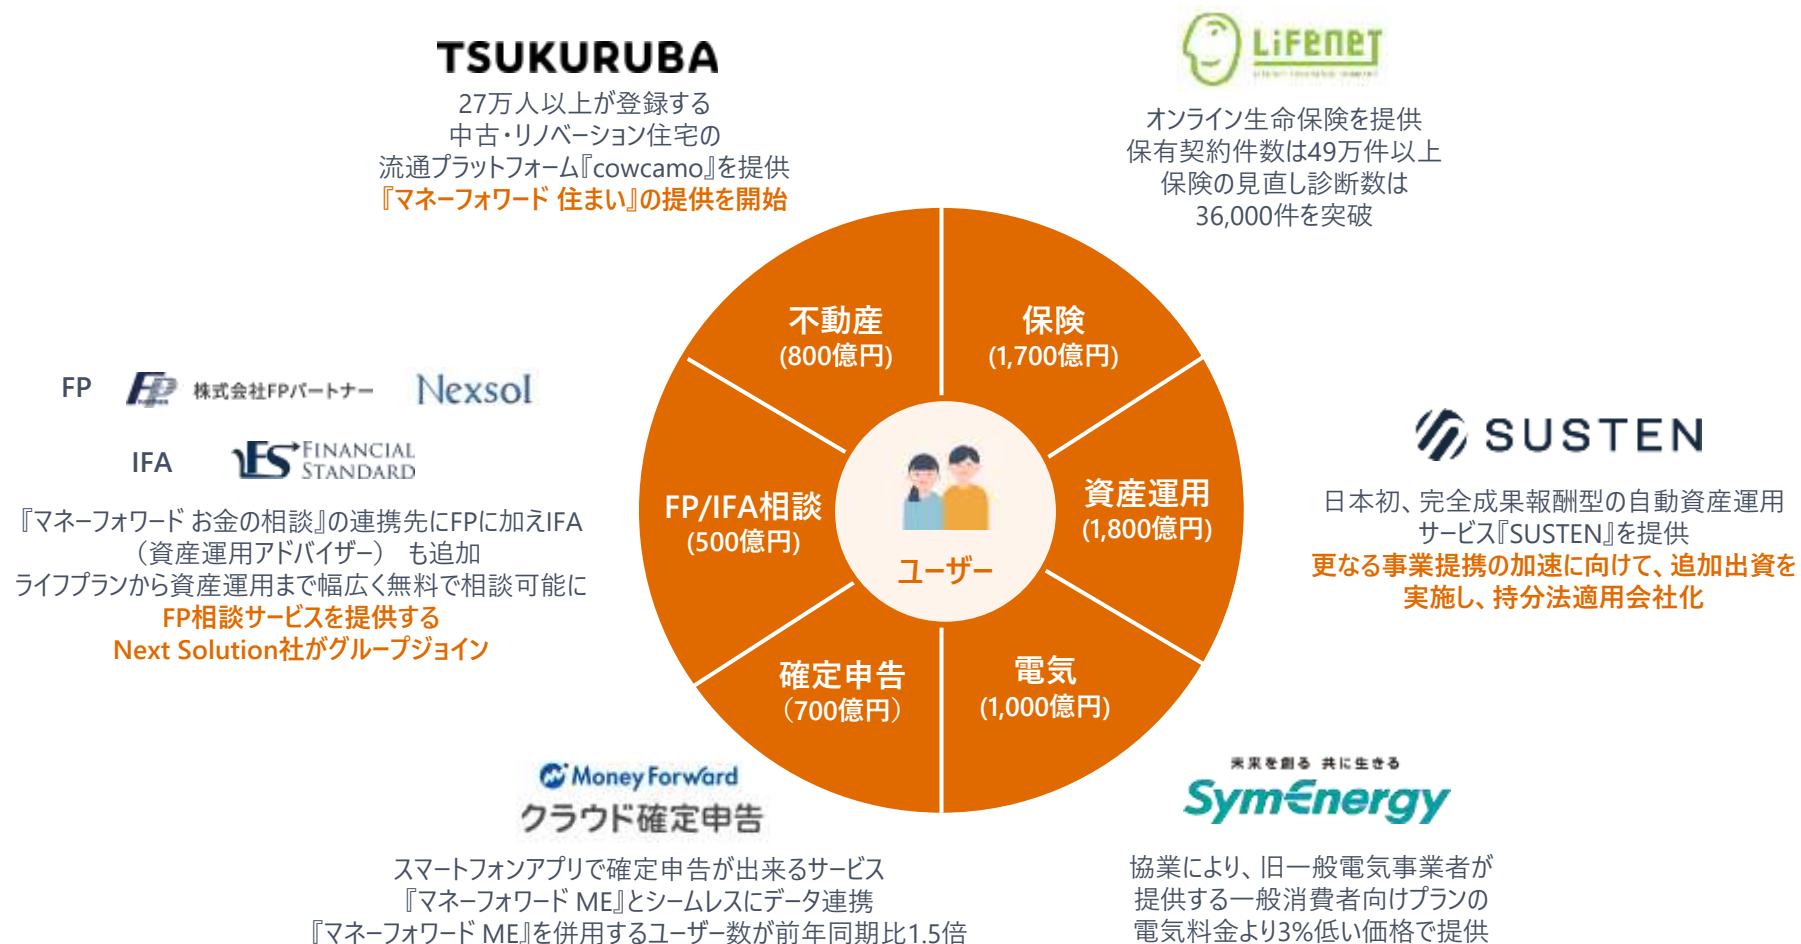 TSUKURUBA
27万人以上が登録する
中古・リノベーション住宅の
流通プラットフォーム『cowcamo』を提供
『マネーフォワード 住まい』の提供を開始
LiFENET
オンライン生命保険を提供
保有契約件数は49万件以上
保険の見直し診断数は
36,000件を突破
不動産
(800億円)
保険
(1,700億円)
FP
株式会社FPパートナー
Nexsol
IFA
FINANCIAL
STANDARD
『マネーフォワード お金の相談』の連携先にFPに加えIFA
（資産運用アドバイザー） も追加
ライフプランから資産運用まで幅広く無料で相談可能に
FP相談サービスを提供する
Next Solution社がグループジョイン
FP/IFA相談
(500億円)
ユーザー
資産運用
(1,800億円)
SUSTEN
日本初、完全成果報酬型の自動資産運用
サービス『SUSTEN』を提供
更なる事業提携の加速に向けて、追加出資を
実施し、持分法適用会社化
確定申告
（700億円）
電気
(1,000億円)
Money Forward
クラウド確定申告
スマートフォンアプリで確定申告が出来るサービス
『マネーフォワード ME』とシームレスにデータ連携
『マネーフォワード ME』を併用するユーザー数が前年同期比1.5倍
未来を創る 共に生きる
SymEnergy
協業により、旧一般電気事業者が
提供する一般消費者向けプランの
電気料金より3%低い価格で提供